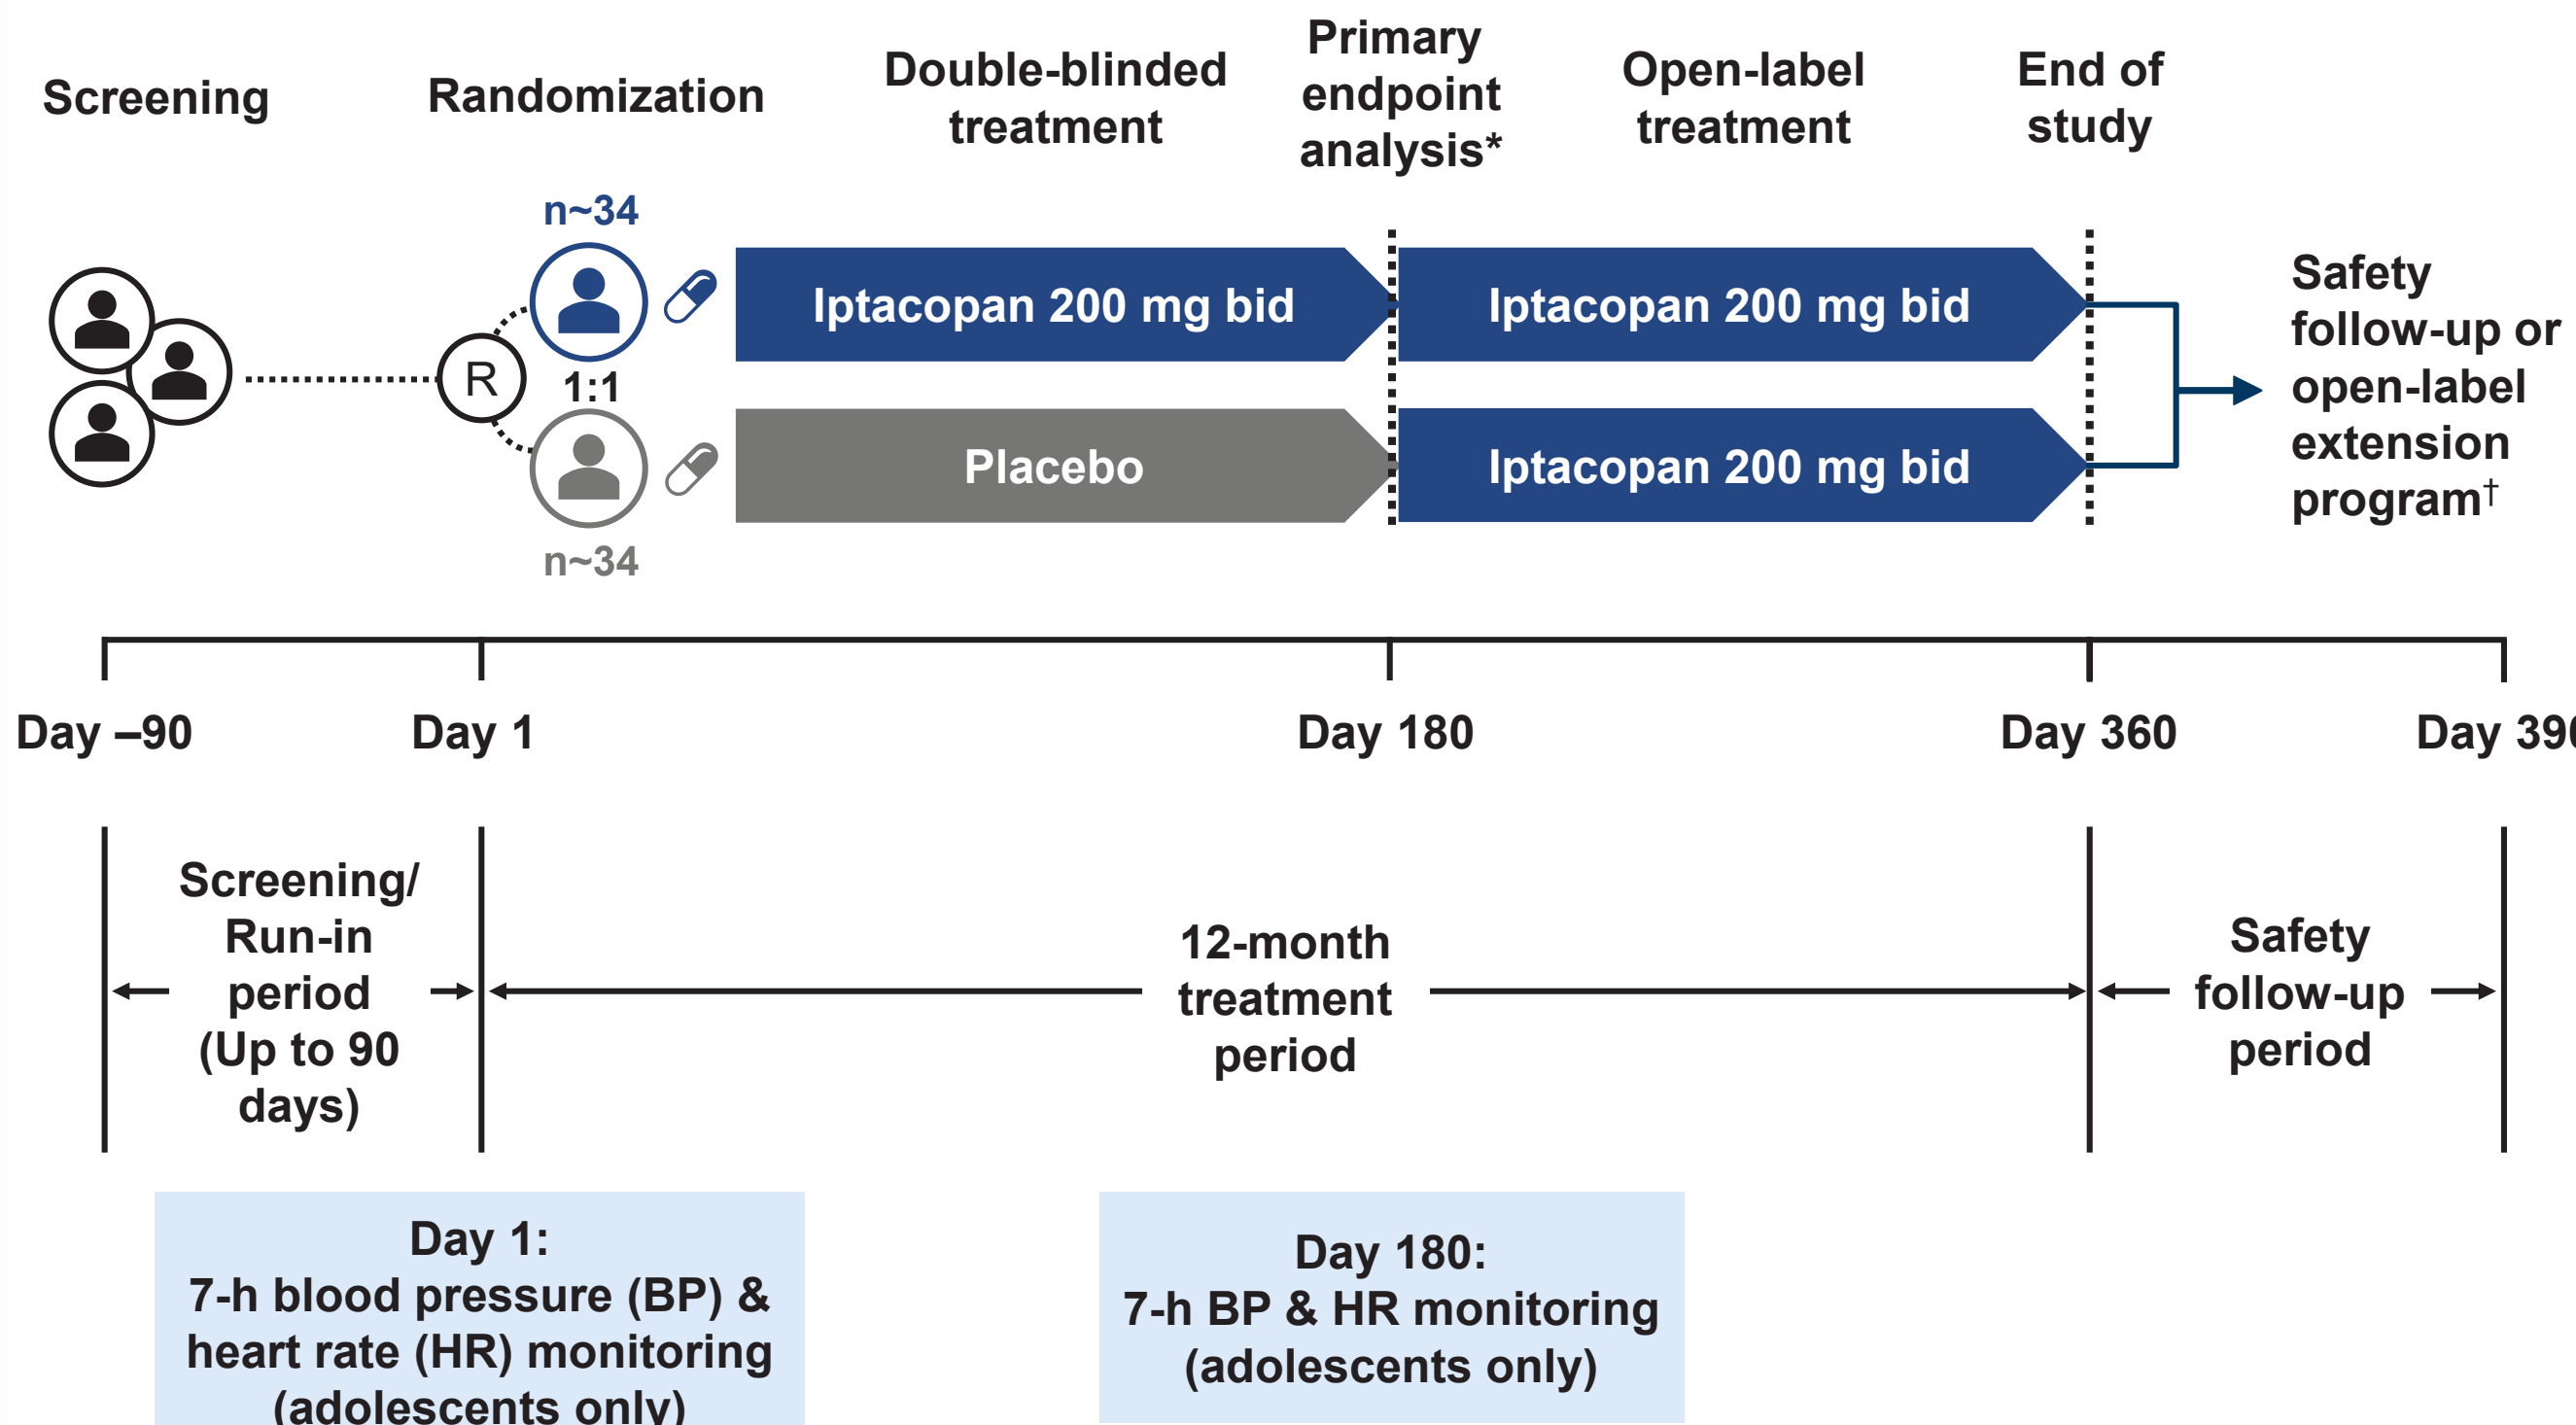 Screening
Randomization
Double-blinded
treatment
Primary
endpoint
analysis*
Open-label
treatment
End of
study
n~34
R
1:1
n~34
Iptacopan 200 mg bid
Iptacopan 200 mg bid
Placebo
Iptacopan 200 mg bid
Safety
follow-up or
open-label
extension
program†
Day –90
Day 1
Day 180
Day 360
Day 390
Screening/
Run-in
period
(Up to 90
days)
12-month
treatment
period
Safety
follow-up
period
Day 1:
7-h blood pressure (BP) &
heart rate (HR) monitoring
(adolescents only)
Day 180:
7-h BP & HR monitoring
(adolescents only)